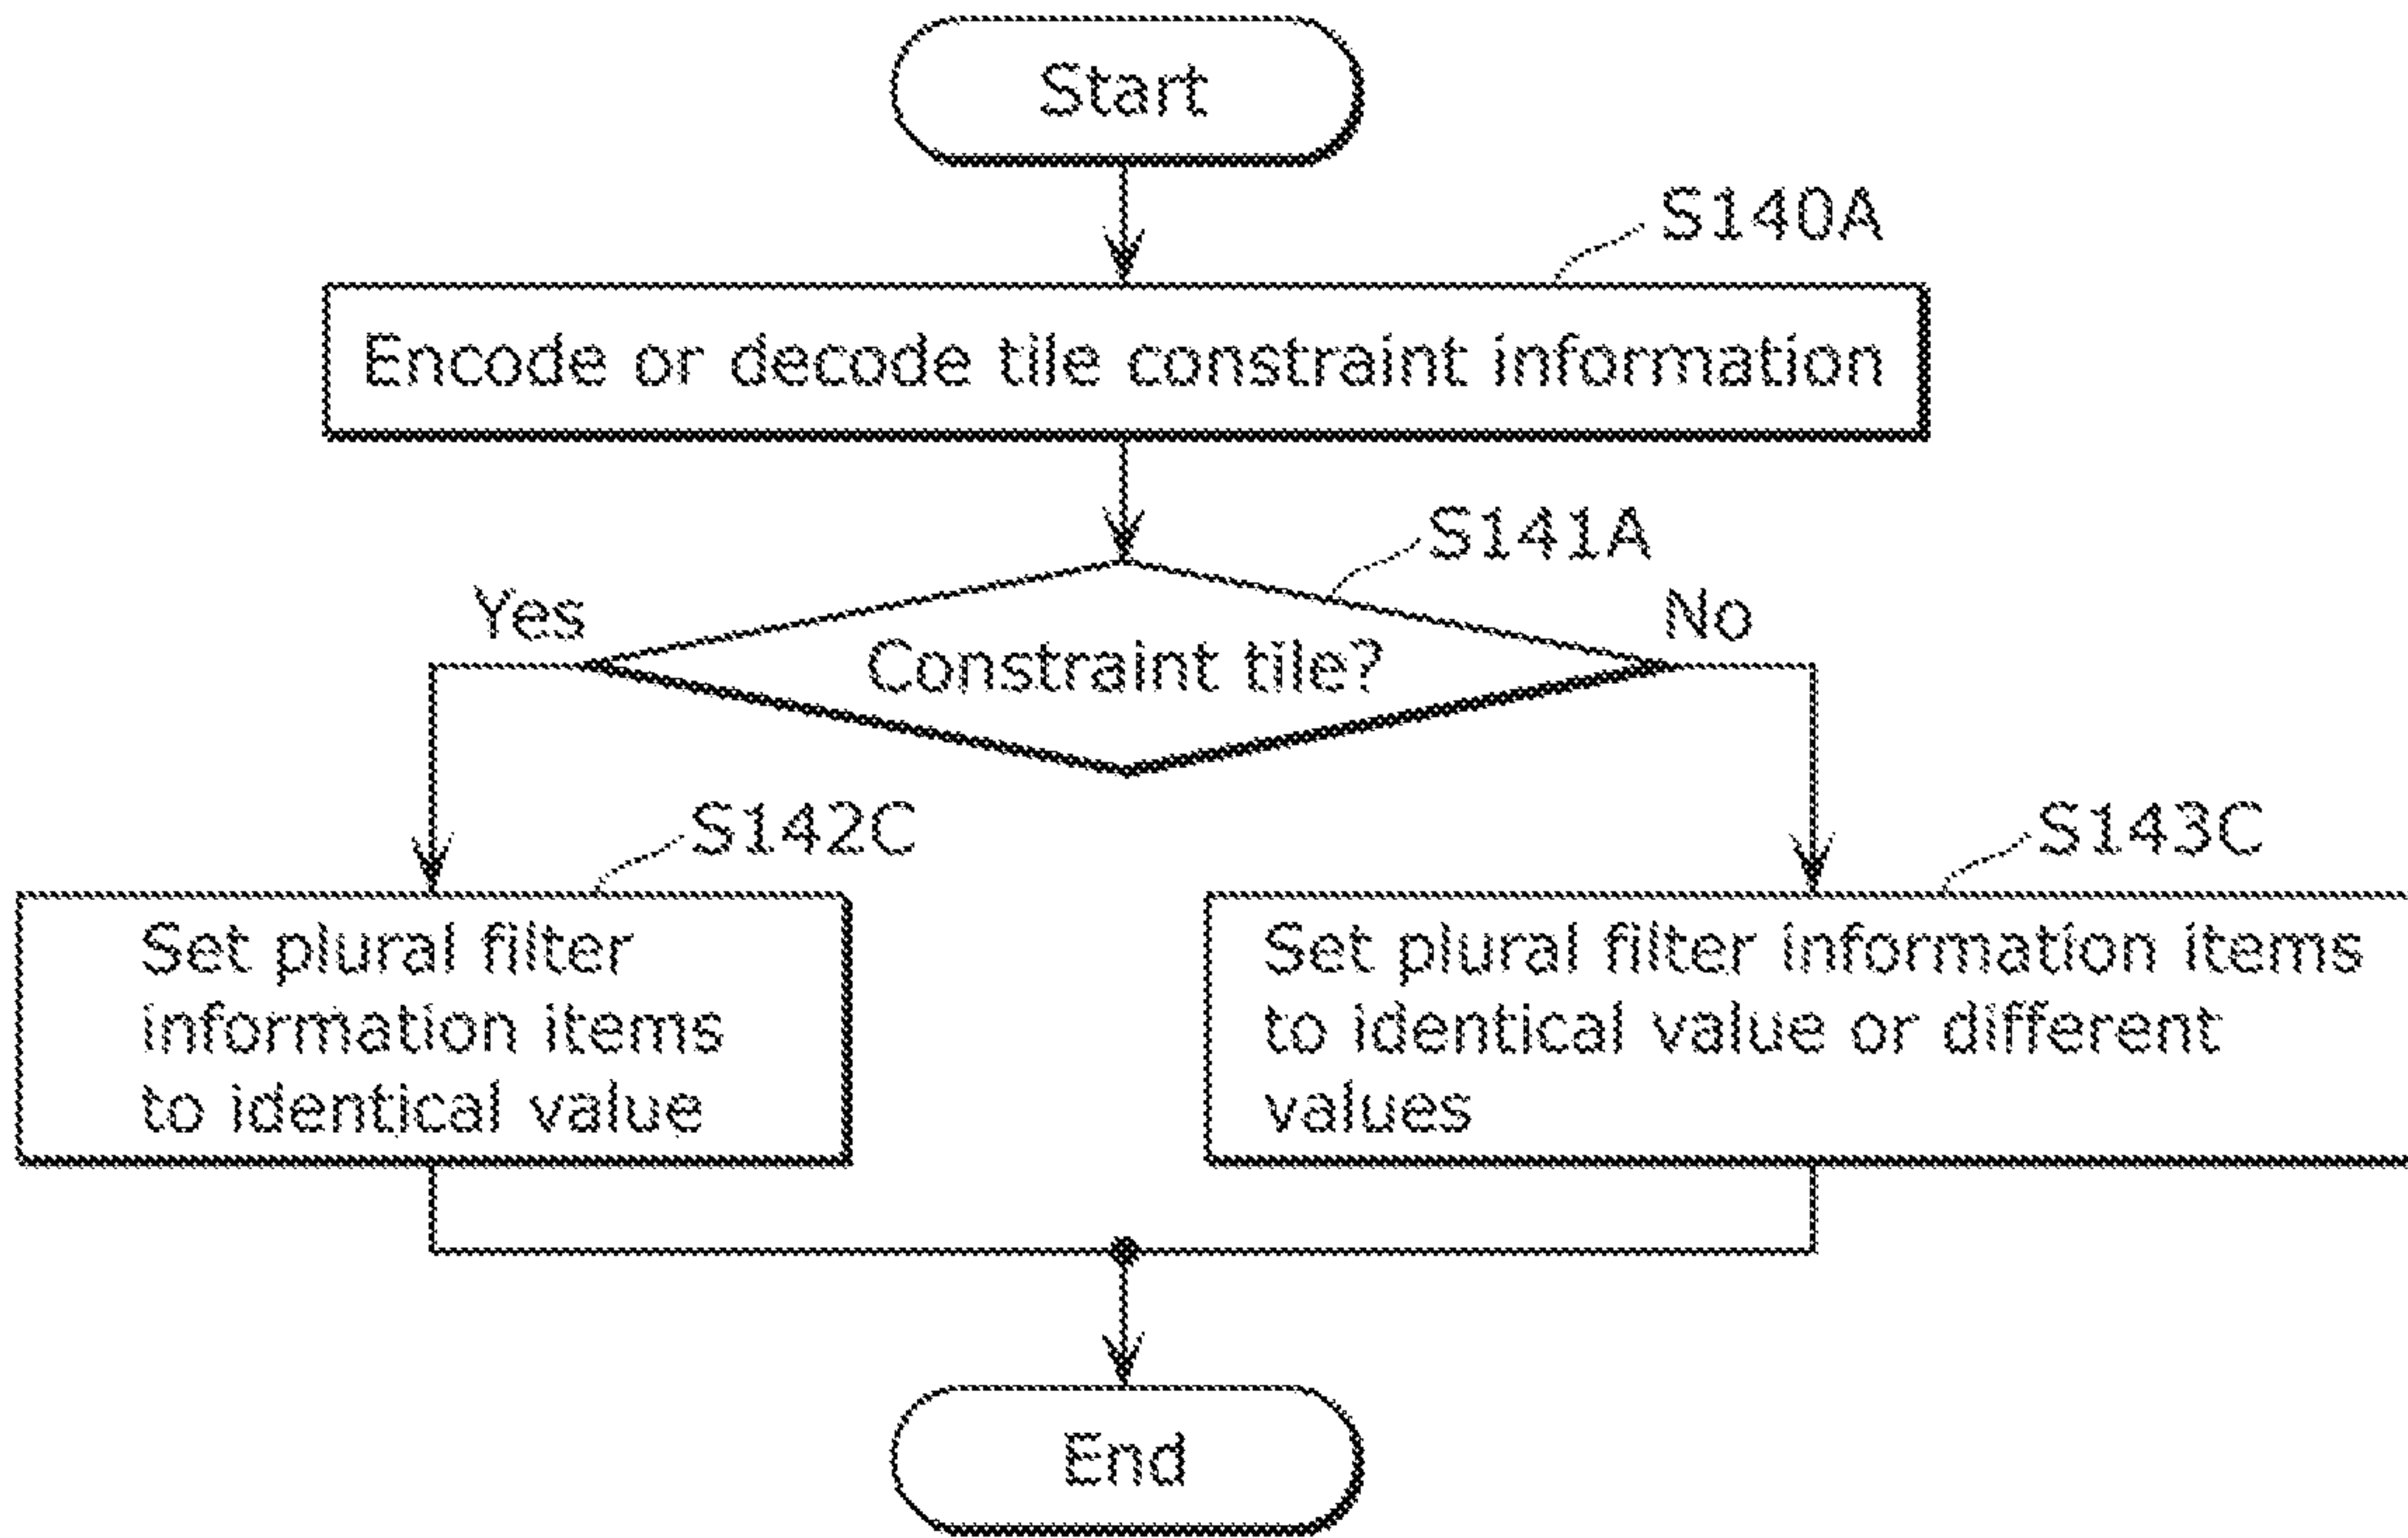 Start
S140A
Encode or decode tile constraint information
S141A
Yes
No
Constraint tile?
S142C
S143C
Set plural filter
information items
to identical value
Set plural filter information items
to identical value or different
values
End